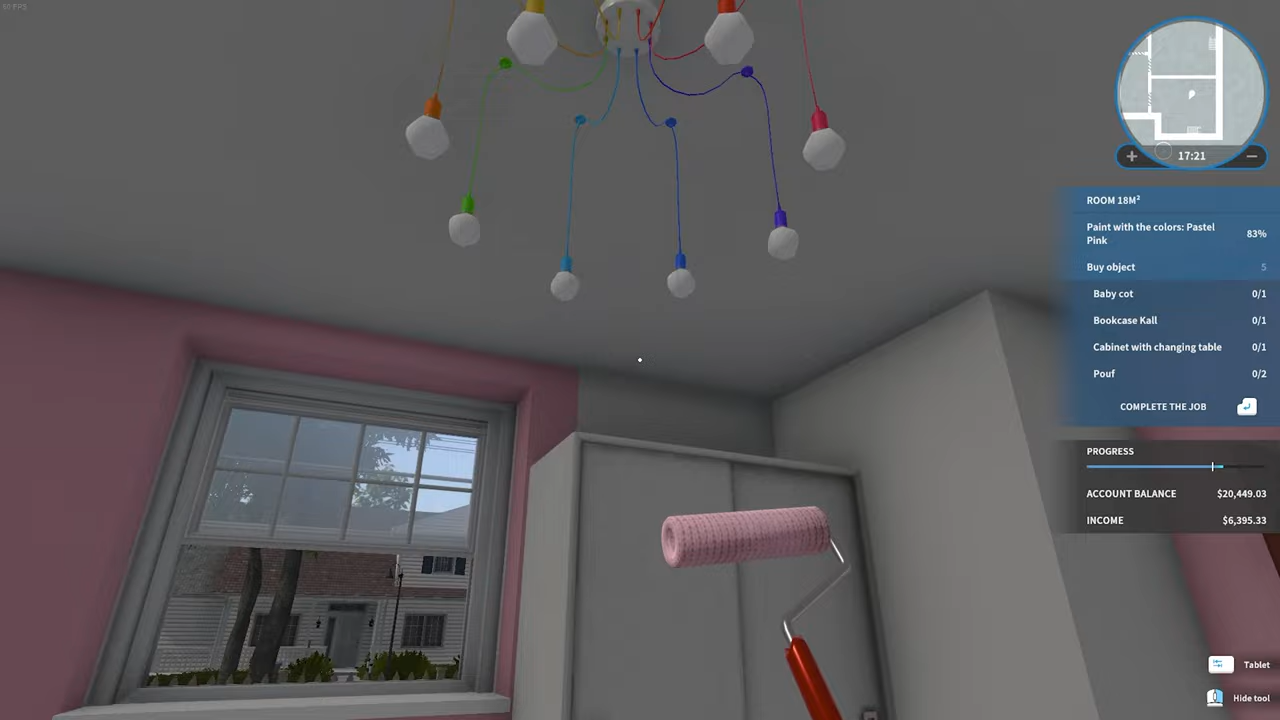 60 FPS
17:21
ROOM 18M²
Paint with the colors: Pastel
Pink
83%
Buy object 5
Baby cot 0/1
Bookcase Kall 0/1
Cabinet with changing table 0/1
Pouf 0/2
COMPLETE THE JOB
PROGRESS
ACCOUNT BALANCE $20,449.03
INCOME $6,395.33
Tablet
Hide tool